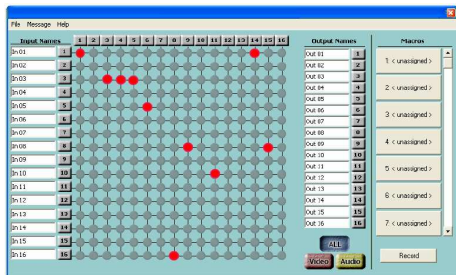 File Message Help
Input Names 1 2 3 4 5 6 7 8 9 10 11 12 13 14 15 16 Output Names Macros
In 01 1 Out 01 1
In 02 2 Out 02 2
In 03 3 Out 03 3
In 04 4 Out 04 4
In 05 5 Out 05 5
In 06 6 Out 06 6
In 07 7 Out 07 7
In 08 8 Out 08 8
In 09 9 Out 09 9
In 10 10 Out 10 10
In 11 11 Out 11 11
In 12 12 Out 12 12
In 13 13 Out 13 13
In 14 14 Out 14 14
In 15 15 Out 15 15
In 16 16 Out 16 16
1 < unassigned >
2 < unassigned >
3 < unassigned >
4 < unassigned >
5 < unassigned >
6 < unassigned >
7 < unassigned >
ALL
Video Audio
Record